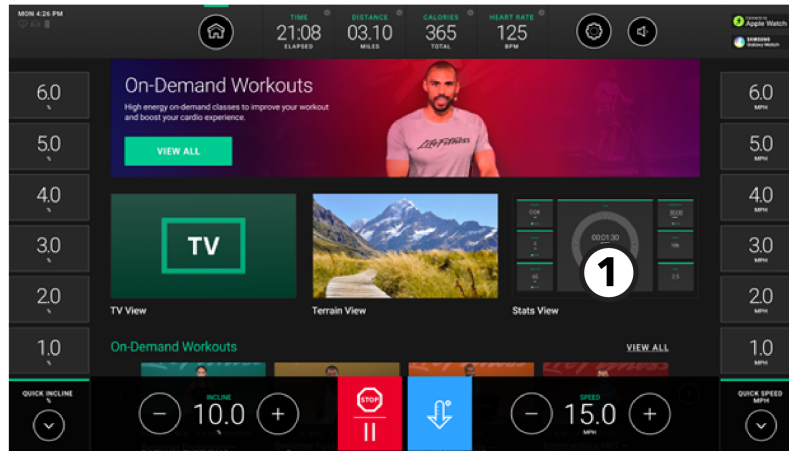 MON 4:26 PM
TIME
21:08
ELAPSED
DISTANCE
03.10
MILES
CALORIES
365
TOTAL
HEART RATE
125
BPM
Apple Watch
SAMSUNG
Galaxy Watch
6.0
%
5.0
%
4.0
%
3.0
%
2.0
%
1.0
%
QUICK INCLINE
%
On-Demand Workouts
High energy on-demand classes to improve your workout
and boost your cardio experience.
VIEW ALL
LifeFitness
TV
TV View
Terrain View
00:01:30
1
Stats View
On-Demand Workouts
VIEW ALL
INCLINE
10.0
%
STOP
SPEED
15.0
MPH
6.0
MPH
5.0
MPH
4.0
MPH
3.0
MPH
2.0
MPH
1.0
MPH
QUICK SPEED
MPH